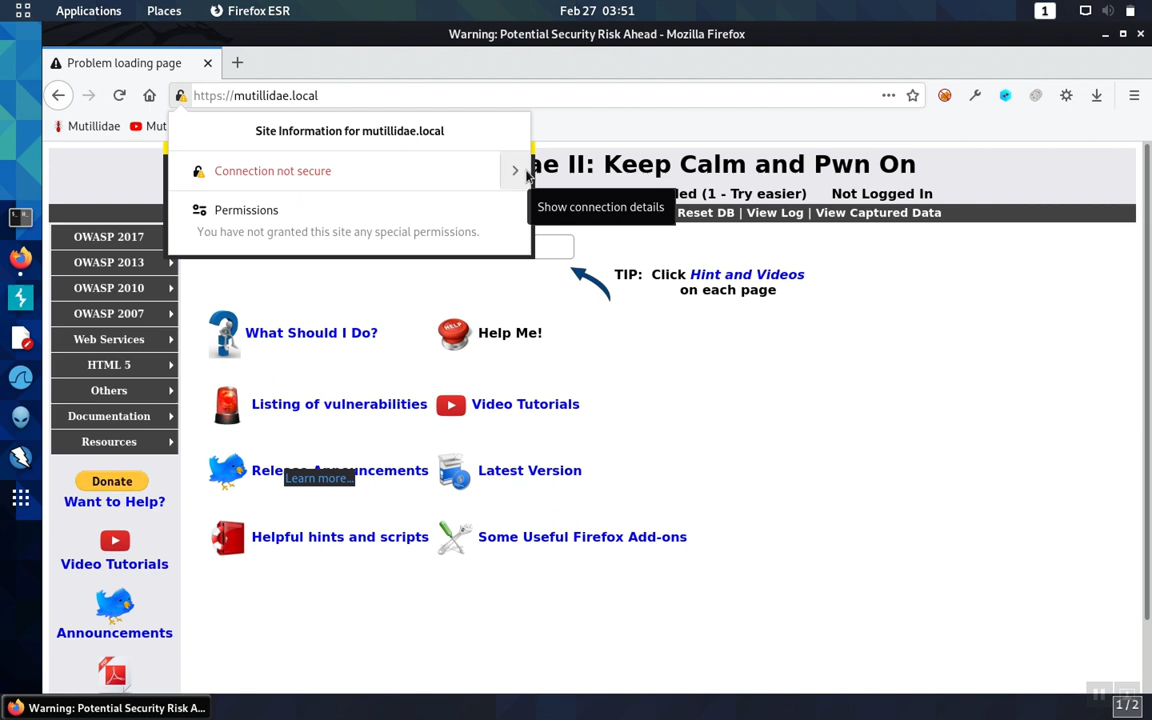 Applications Places Firefox ESR Feb 27 03:51 1
Warning: Potential Security Risk Ahead - Mozilla Firefox
Problem loading page
https://mutillidae.local
Mutillidae Mut
Site Information for mutillidae.local
ae II: Keep Calm and Pwn On
Connection not secure
led (1 - Try easier) Not Logged In
Show connection details
Reset DB | View Log | View Captured Data
Permissions
You have not granted this site any special permissions.
OWASP 2017
OWASP 2013
OWASP 2010
OWASP 2007
Web Services
HTML 5
Others
Documentation
Resources
TIP: Click Hint and Videos
on each page
What Should I Do?
HELP
Help Me!
Listing of vulnerabilities
Video Tutorials
Release Announcements
Learn more...
Latest Version
Helpful hints and scripts
Some Useful Firefox Add-ons
Donate
Want to Help?
Video Tutorials
Announcements
Warning: Potential Security Risk A...
1 / 2